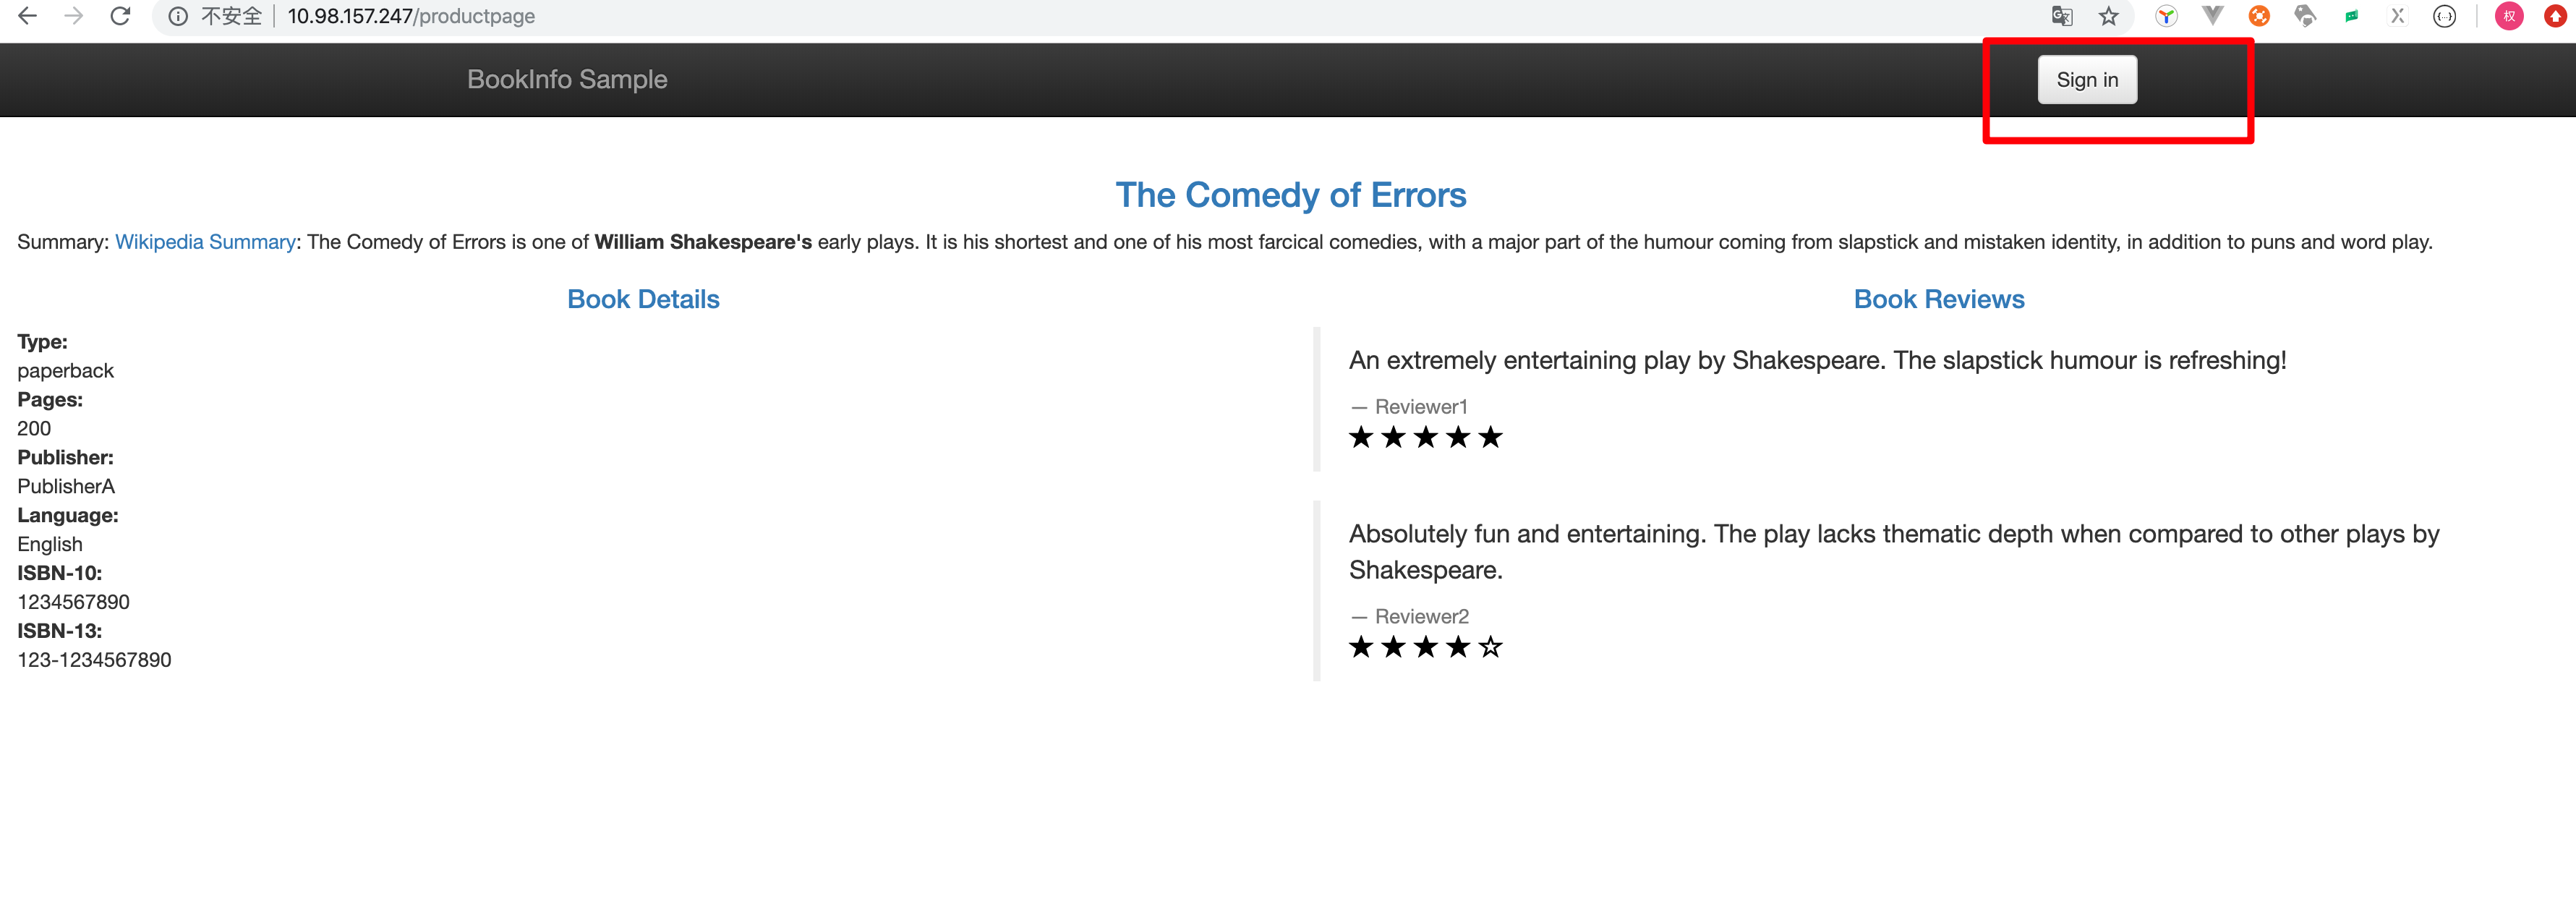 不安全 10.98.157.247/productpage 权
BookInfo Sample Sign in
The Comedy of Errors
Summary: Wikipedia Summary: The Comedy of Errors is one of William Shakespeare's early plays. It is his shortest and one of his most farcical comedies, with a major part of the humour coming from slapstick and mistaken identity, in addition to puns and word play.
Book Details
Type:
paperback
Pages:
200
Publisher:
PublisherA
Language:
English
ISBN-10:
1234567890
ISBN-13:
123-1234567890
Book Reviews
An extremely entertaining play by Shakespeare. The slapstick humour is refreshing!
— Reviewer1
★ ★ ★ ★ ★
Absolutely fun and entertaining. The play lacks thematic depth when compared to other plays by
Shakespeare.
— Reviewer2
★ ★ ★ ★ ☆